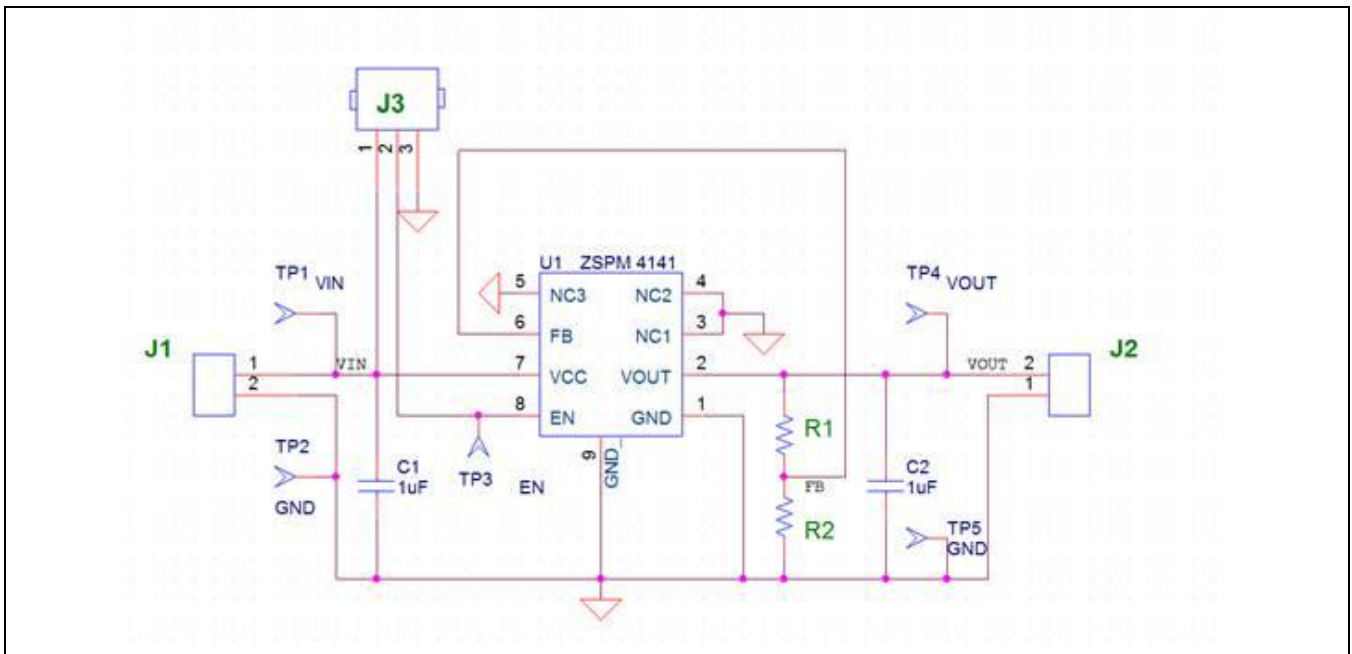 J3
1
2
3
U1 ZSPM 4141
5
NC3
NC2
4
6
FB
NC1
3
7
VCC
VOUT
2
8
EN
GND
1
9
GND_
TP1
VIN
J1
1
2
VIN
TP2
GND
C1
1uF
TP3
EN
R1
FB
R2
C2
1uF
TP4
VOUT
VOUT
2
1
J2
TP5
GND